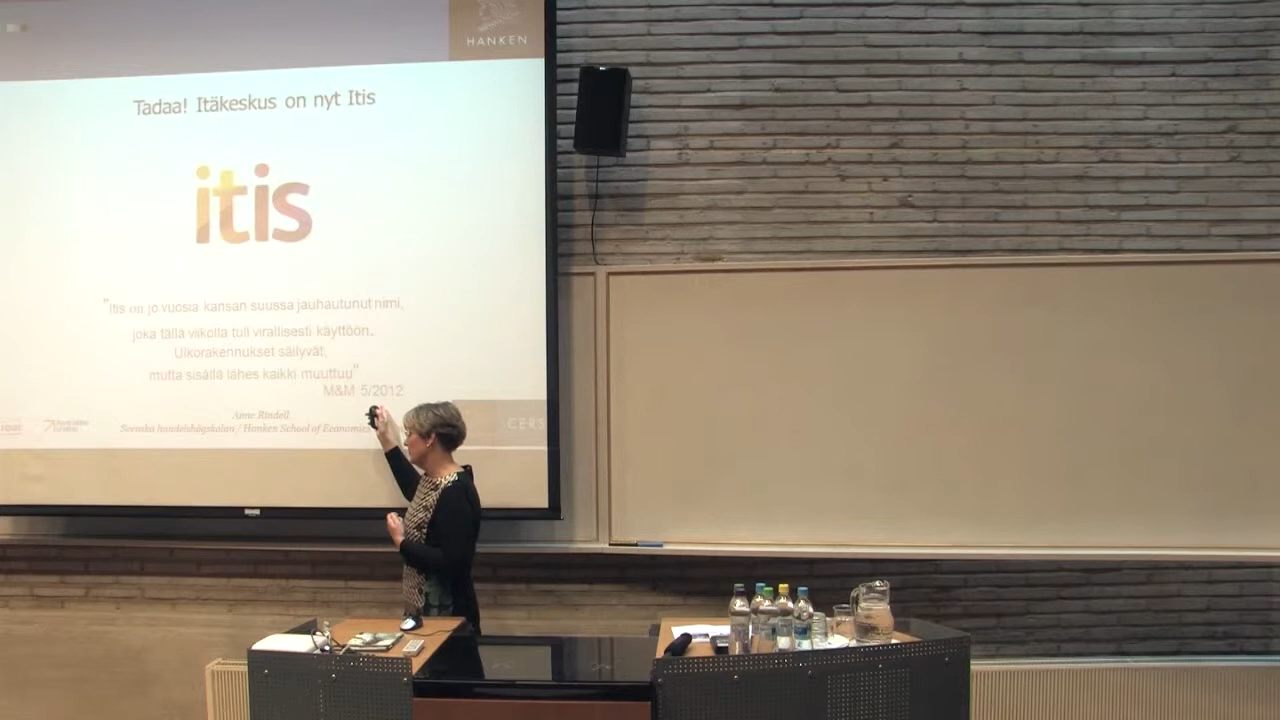 HANKEN
Tadaa! Itäkeskus on nyt Itis
itis
"Itis on jo vuosia kansan suussa jauhautunut nimi,
joka tällä viikolla tuli virallisesti käyttöön.
Ulkorakennukset säilyvät,
mutta sisällä lähes kaikki muuttuu"
M&M 5/2012
Anne Rindell
Svenska handelshögskolan / Hanken School of Economics
CERS